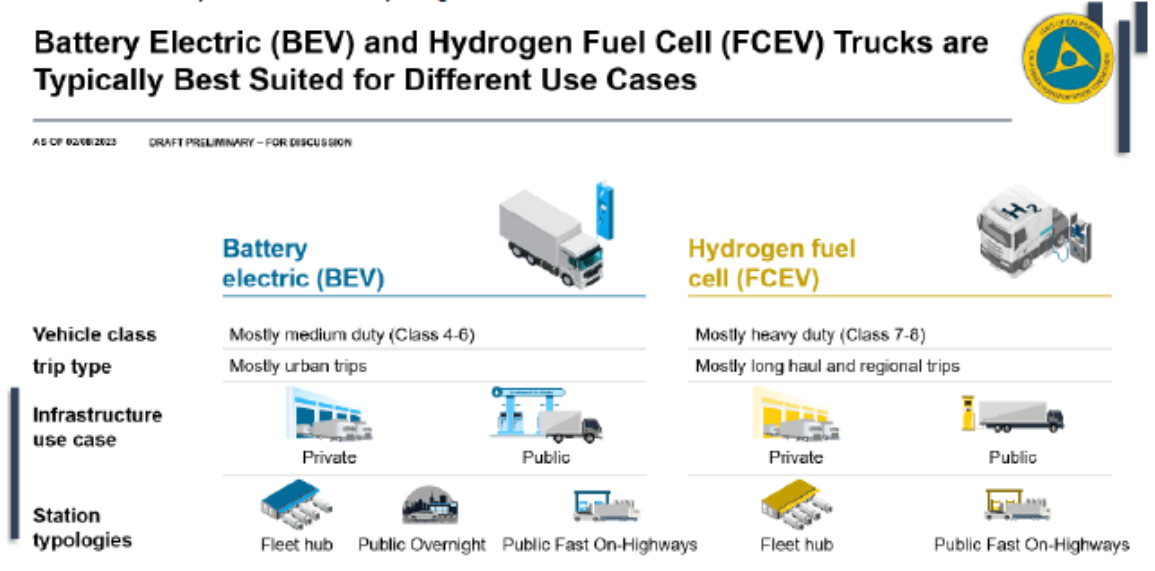 Battery Electric (BEV) and Hydrogen Fuel Cell (FCEV) Trucks are
Typically Best Suited for Different Use Cases
AS OF 02/08/2023 DRAFT PRELIMINARY – FOR DISCUSSION
H2
Battery
electric (BEV)
Hydrogen fuel
cell (FCEV)
Vehicle class Mostly medium duty (Class 4-6) Mostly heavy duty (Class 7-8)
trip type Mostly urban trips Mostly long haul and regional trips
Infrastructure
use case
Private Public Private Public
Station
typologies
Fleet hub Public Overnight Public Fast On-Highways Fleet hub Public Fast On-Highways